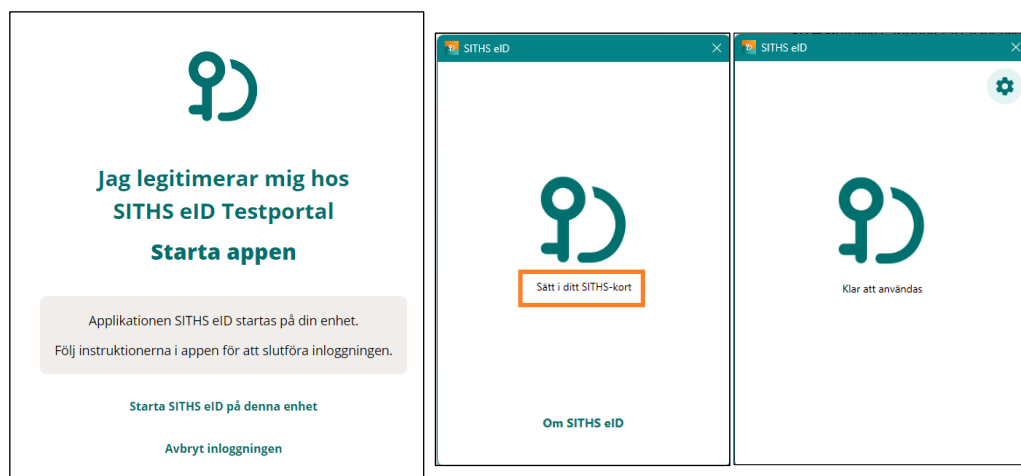 Jag legitimerar mig hos
SITHS eID Testportal
Starta appen
Applikationen SITHS eID startas på din enhet.
Följ instruktionerna i appen för att slutföra inloggningen.
Starta SITHS eID på denna enhet
Avbryt inloggningen
SITHS eID
Sätt i ditt SITHS-kort
Om SITHS eID
SITHS eID
Klar att användas